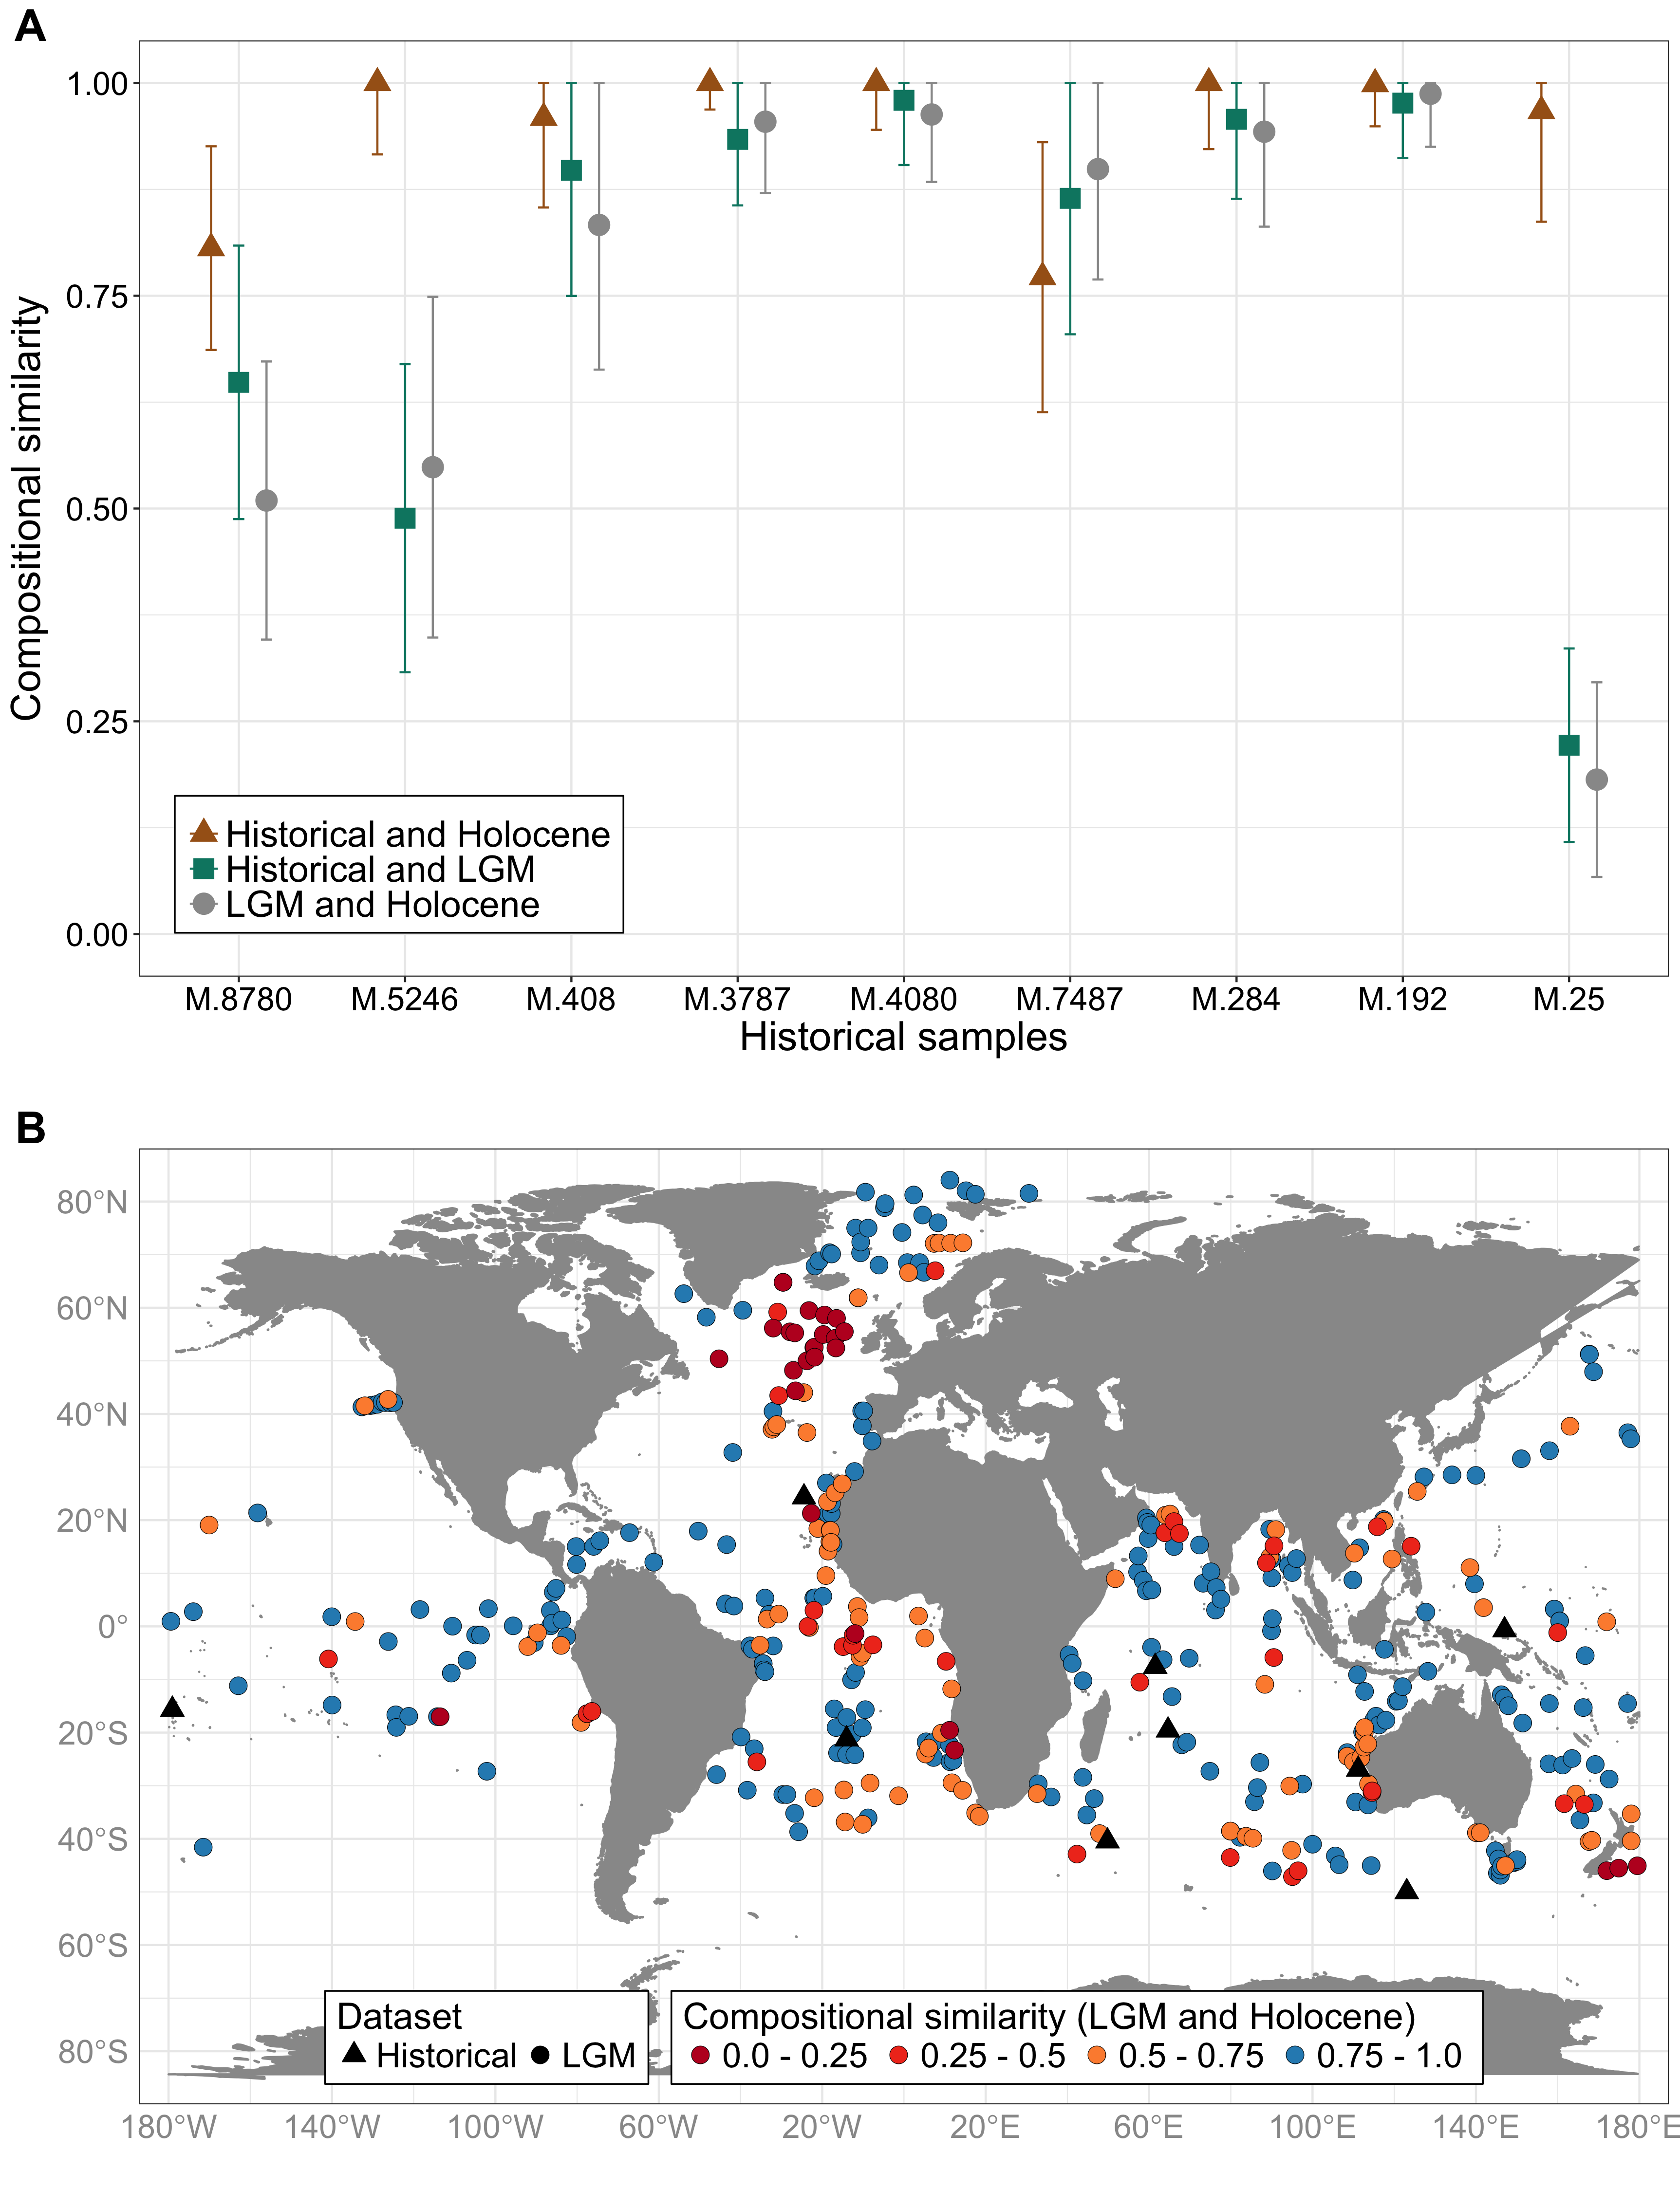 A
1.00
0.75
0.50
0.25
0.00
Compositional similarity
Historical and Holocene
Historical and LGM
LGM and Holocene
M.8780 M.5246 M.408 M.3787 M.4080 M.7487 M.284 M.192 M.25
Historical samples
B
80°N
60°N
40°N
20°N
0°
20°S
40°S
60°S
80°S
Dataset
Historical LGM
Compositional similarity (LGM and Holocene)
0.0 - 0.25 0.25 - 0.5 0.5 - 0.75 0.75 - 1.0
180°W 140°W 100°W 60°W 20°W 20°E 60°E 100°E 140°E 180°E